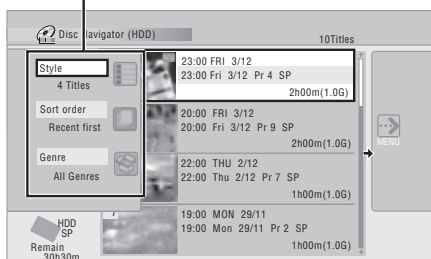 Disc Navigator (HDD)
10Titles
Style
4 Titles
Sort order
Recent first
Genre
All Genres
HDD
SP
Remain
30h30m
23:00 FRI 3/12
23:00 Fri 3/12 Pr 4 SP
2h00m(1.0G)
20:00 FRI 3/12
20:00 Fri 3/12 Pr 9 SP
2h00m(1.0G)
22:00 THU 2/12
22:00 Thu 2/12 Pr 7 SP
1h00m(1.0G)
19:00 MON 29/11
19:00 Mon 29/11 Pr 2 SP
1h00m(1.0G)
MENU